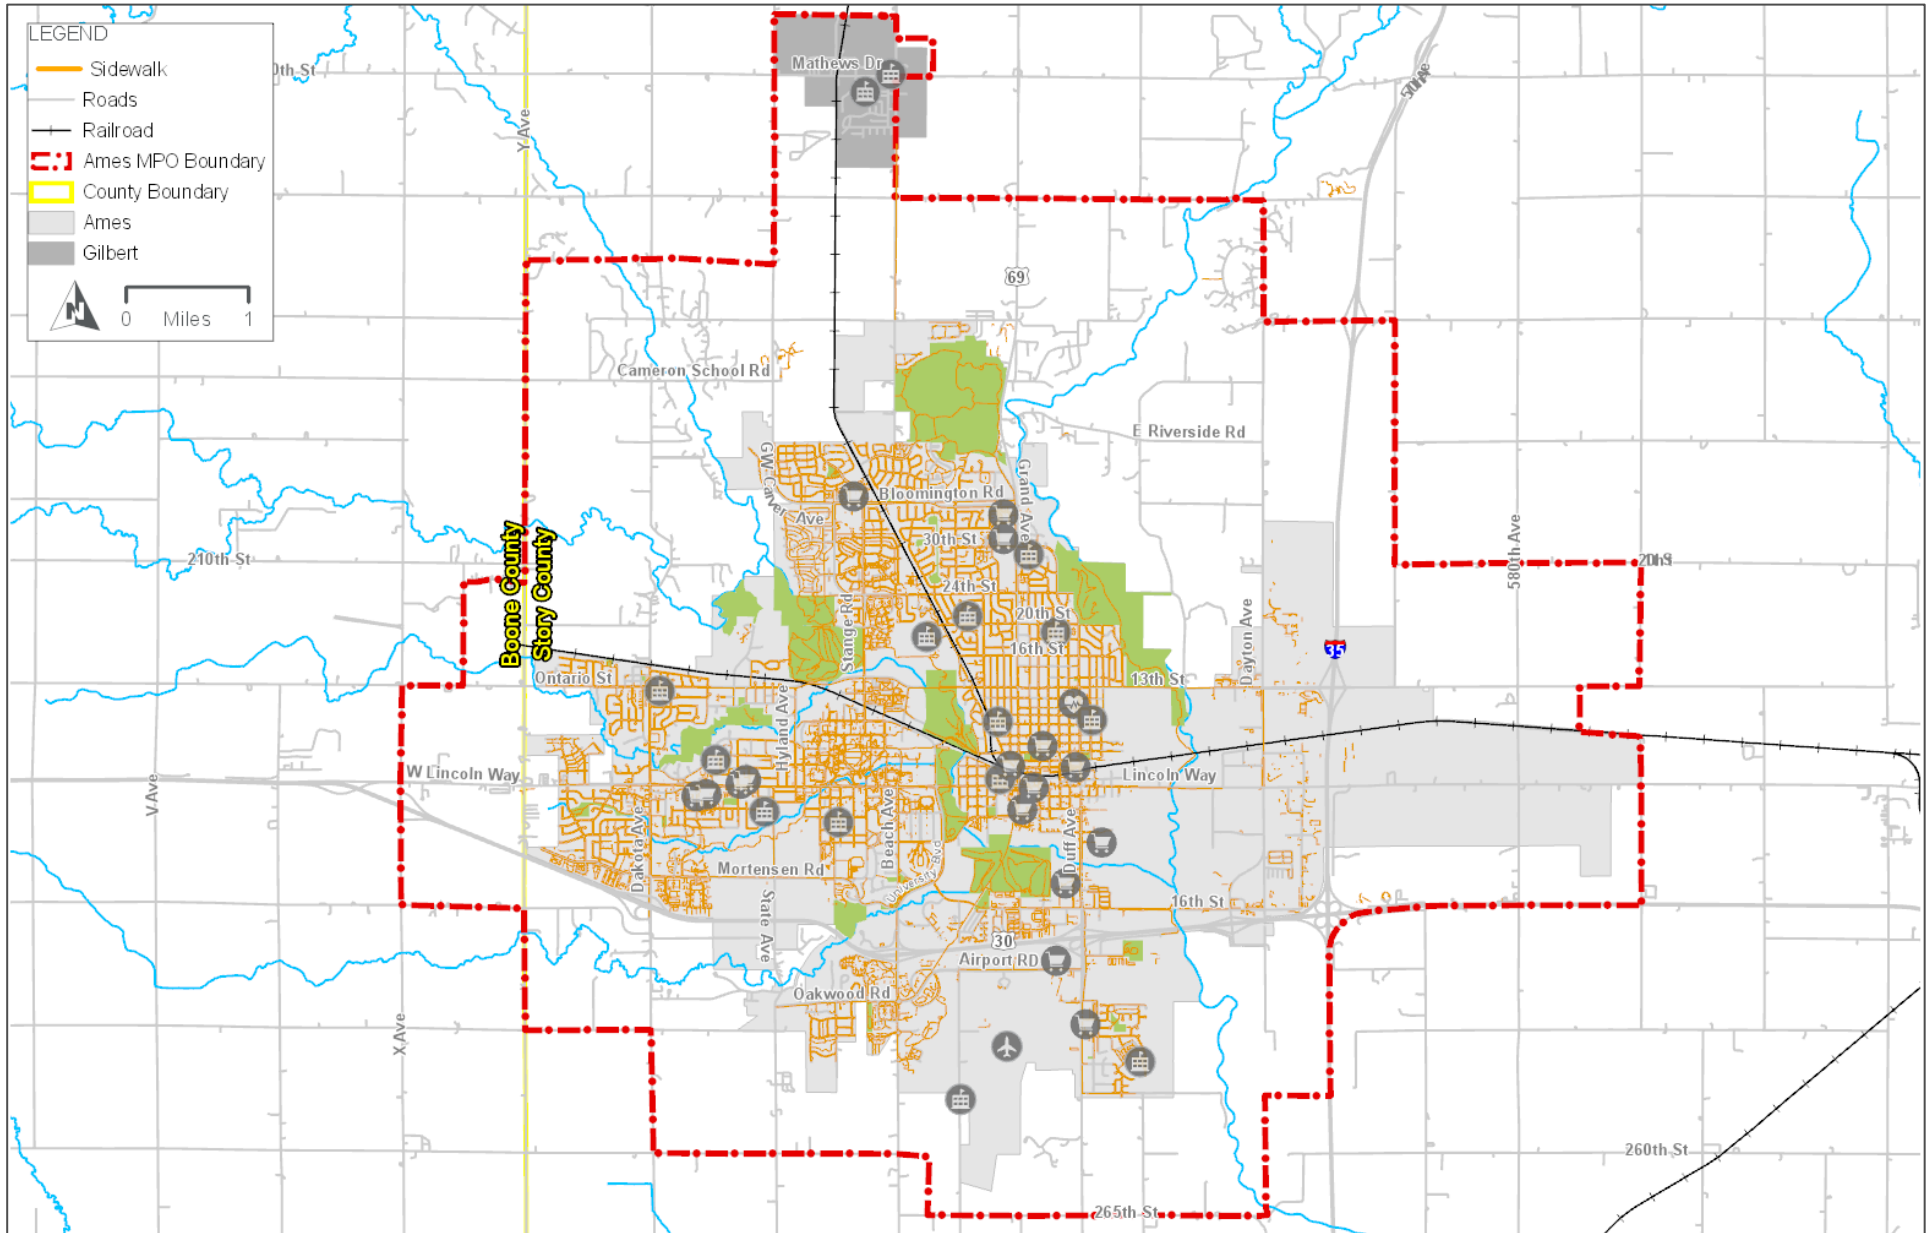 LEGEND
Sidewalk
Roads
Railroad
Ames MPO Boundary
County Boundary
Ames
Gilbert
N
0 Miles 1
0th St
Y Ave
Mathews Dr
69
Cameron School Rd
E Riverside Rd
GW Carver Ave
Grand Ave
Bloomington Rd
30th St
210th St
Boone County
Story County
580th Ave
24th St
20th St
Stange Rd
16th St
Dayton Ave
35
Ontario St
13th St
Hyland Ave
W Lincoln Way
Lincoln Way
V Ave
Dakota Ave
Beach Ave
Duff Ave
Mortensen Rd
University Blvd
State Ave
16th St
30
Airport RD
Oakwood Rd
X Ave
260th St
265th St